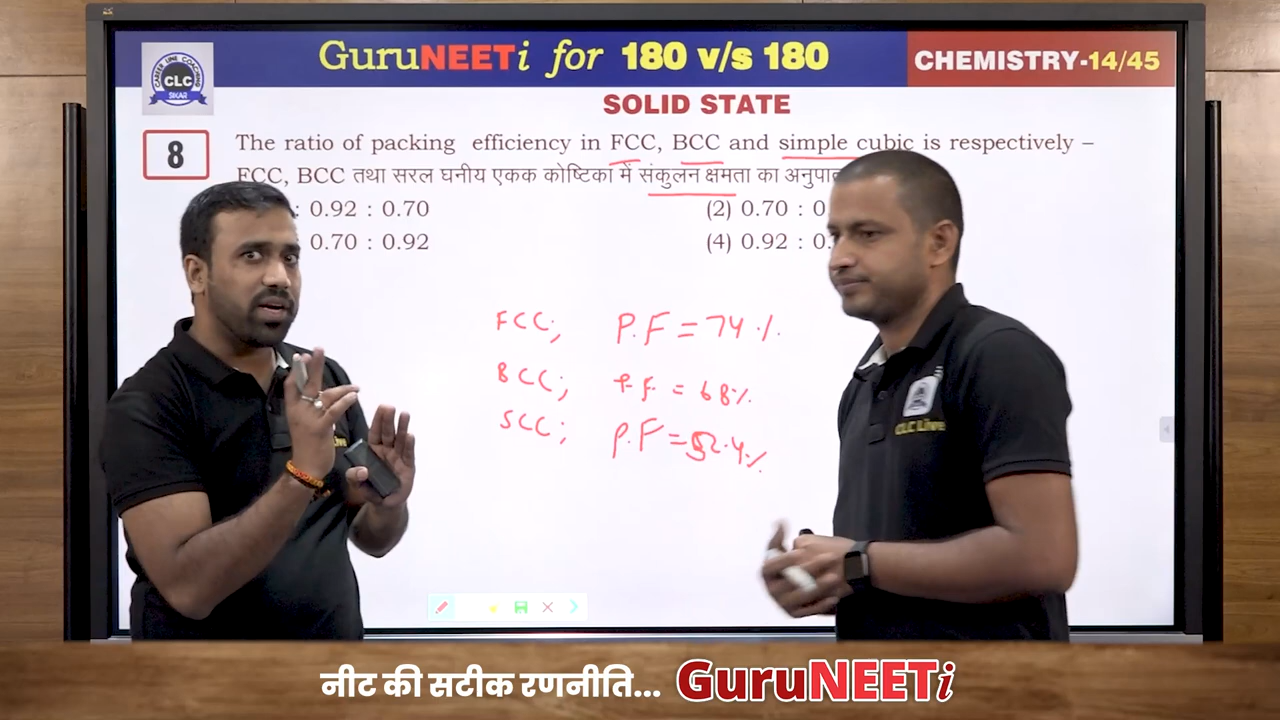 GuruNEETi for 180 v/s 180
CHEMISTRY-14/45
CAREER LINE COACHING
CLC
SIKAR
SOLID STATE
8
The ratio of packing efficiency in FCC, BCC and simple cubic is respectively –
FCC, BCC तथा सरल घनीय एकक कोष्टिका में संकुलन क्षमता का
: 0.92 : 0.70
(2) 0.70 :
0.70 : 0.92
(4) 0.92 :
FCC; P.F = 74 %.
BCC; P.F. = 68%.
SCC; P.F = 52.4 %.
CLC Live
नीट की सटीक रणनीति... GuruNEETi